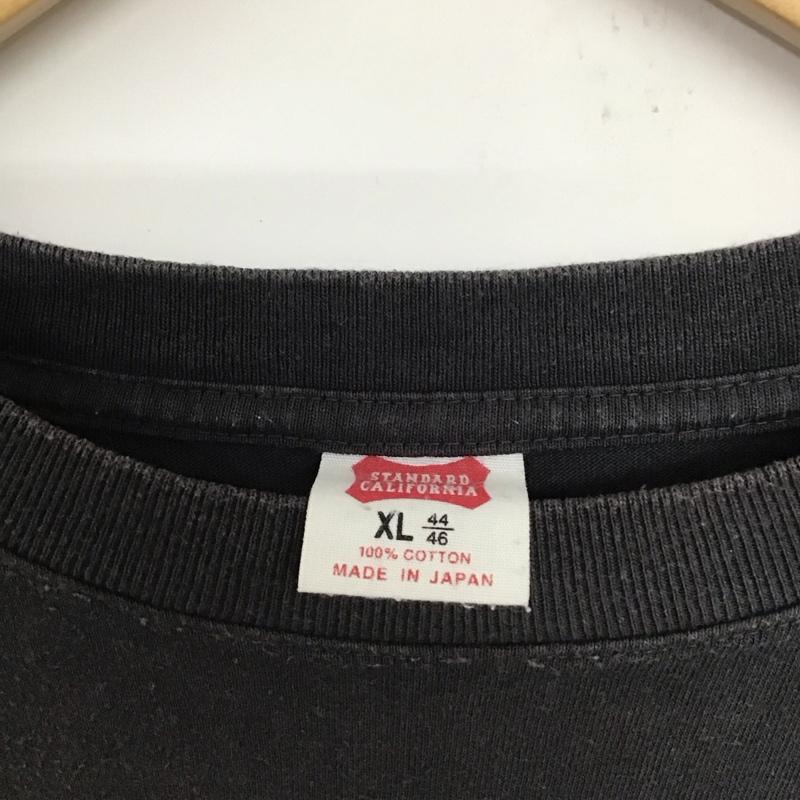 STANDARD
CALIFORNIA
XL 44/46
100% COTTON
MADE IN JAPAN